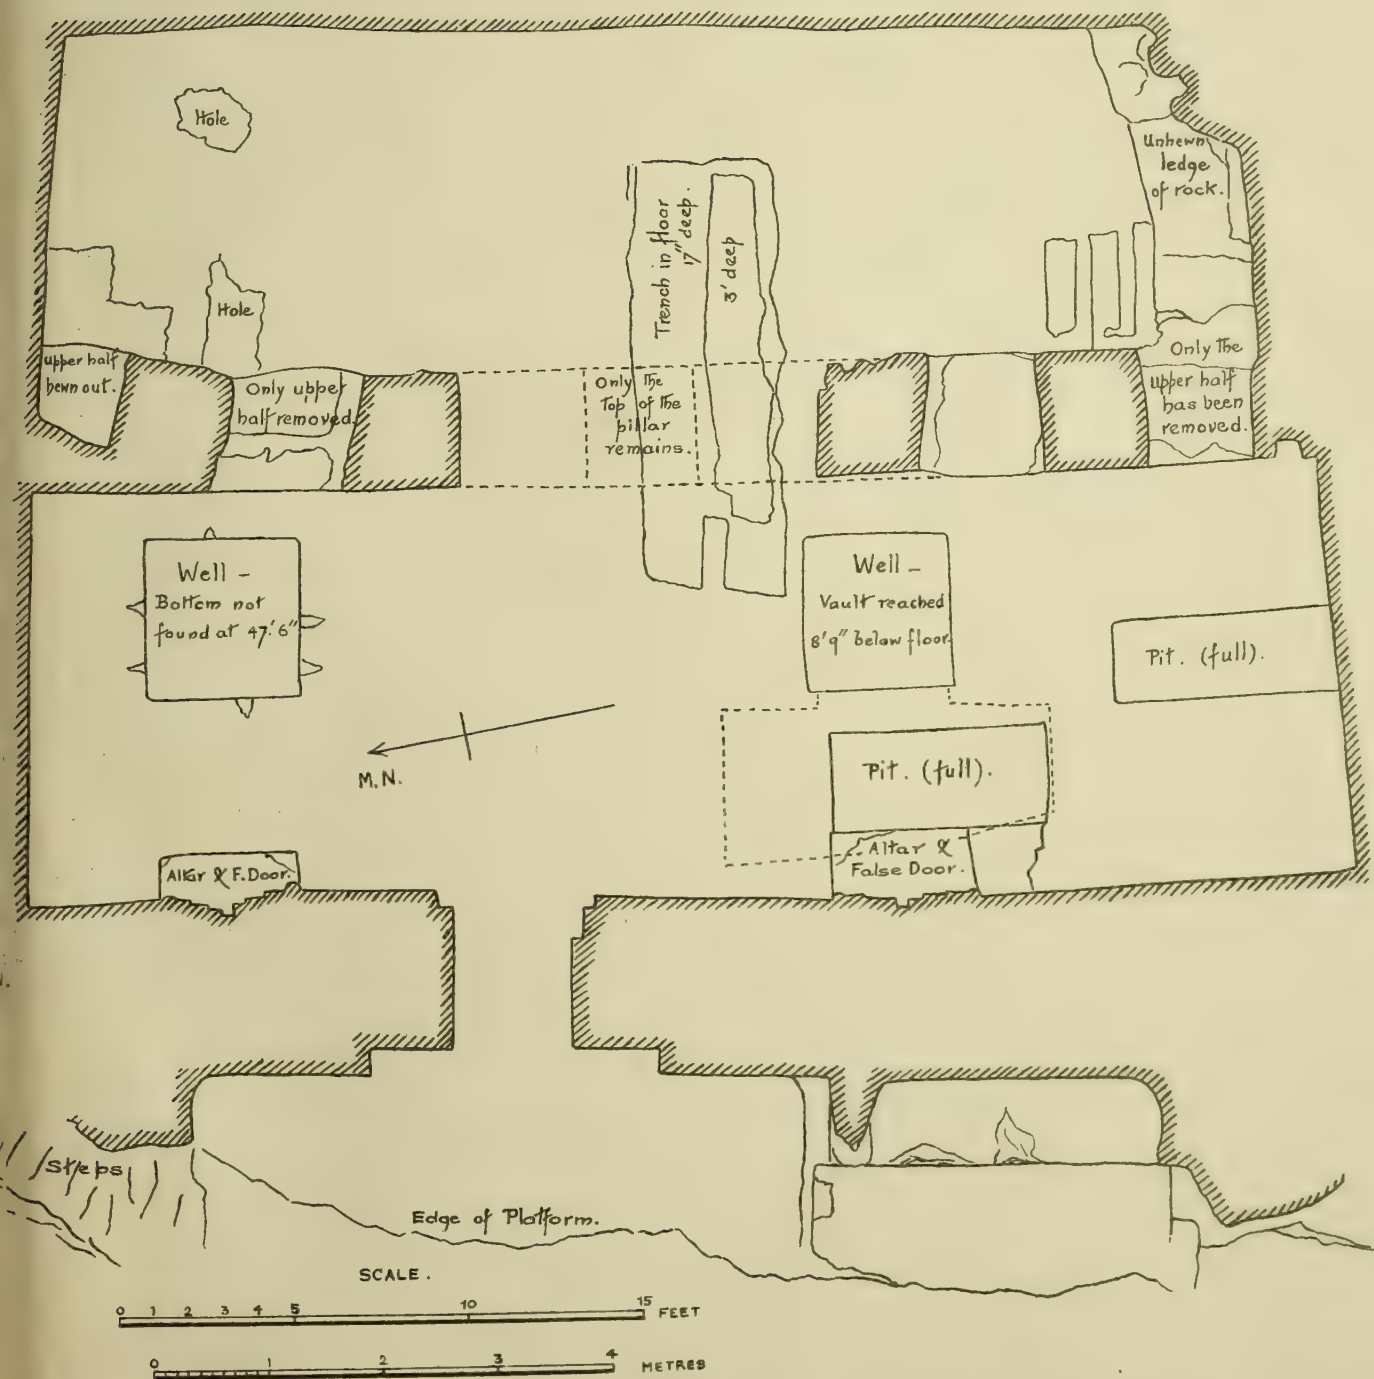 Hole
Unhewn
ledge
of rock.
Trench in floor
17" deep.
3' deep
Hole
Upper half
hewn out.
Only upper
half removed.
Only the
Top of the
pillar
remains.
Only the
upper half
has been
removed.
Well –
Bottom not
found at 47'.6"
Well –
Vault reached
8'9" below floor.
Pit. (full).
M.N.
Pit. (full).
Altar & F. Door.
Altar &
False Door.
Steps
Edge of Platform.
SCALE.
0 1 2 3 4 5 10 15 FEET
0 1 2 3 4 METRES